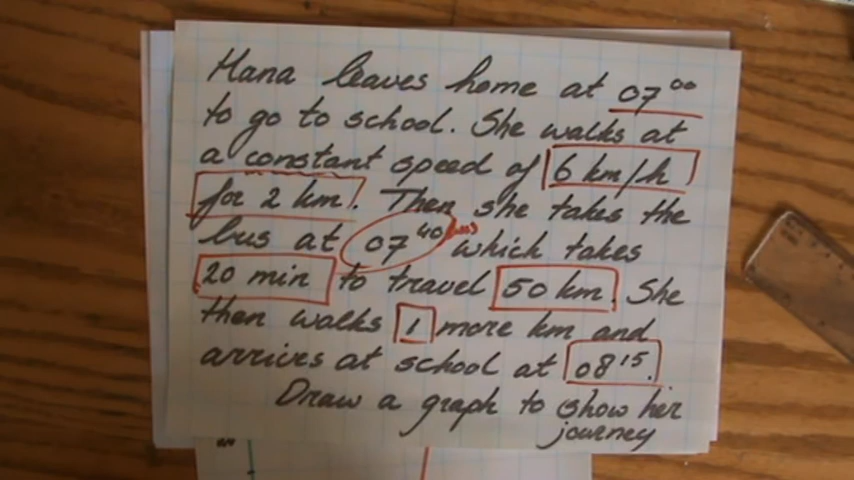 Hana leaves home at 07⁰⁰
to go to school. She walks at
a constant speed of 6 km/h
for 2 km. Then she takes the
bus at 07⁴⁰ which takes
20 min to travel 50 km. She
then walks 1 more km and
arrives at school at 08¹⁵.
Draw a graph to show her
journey